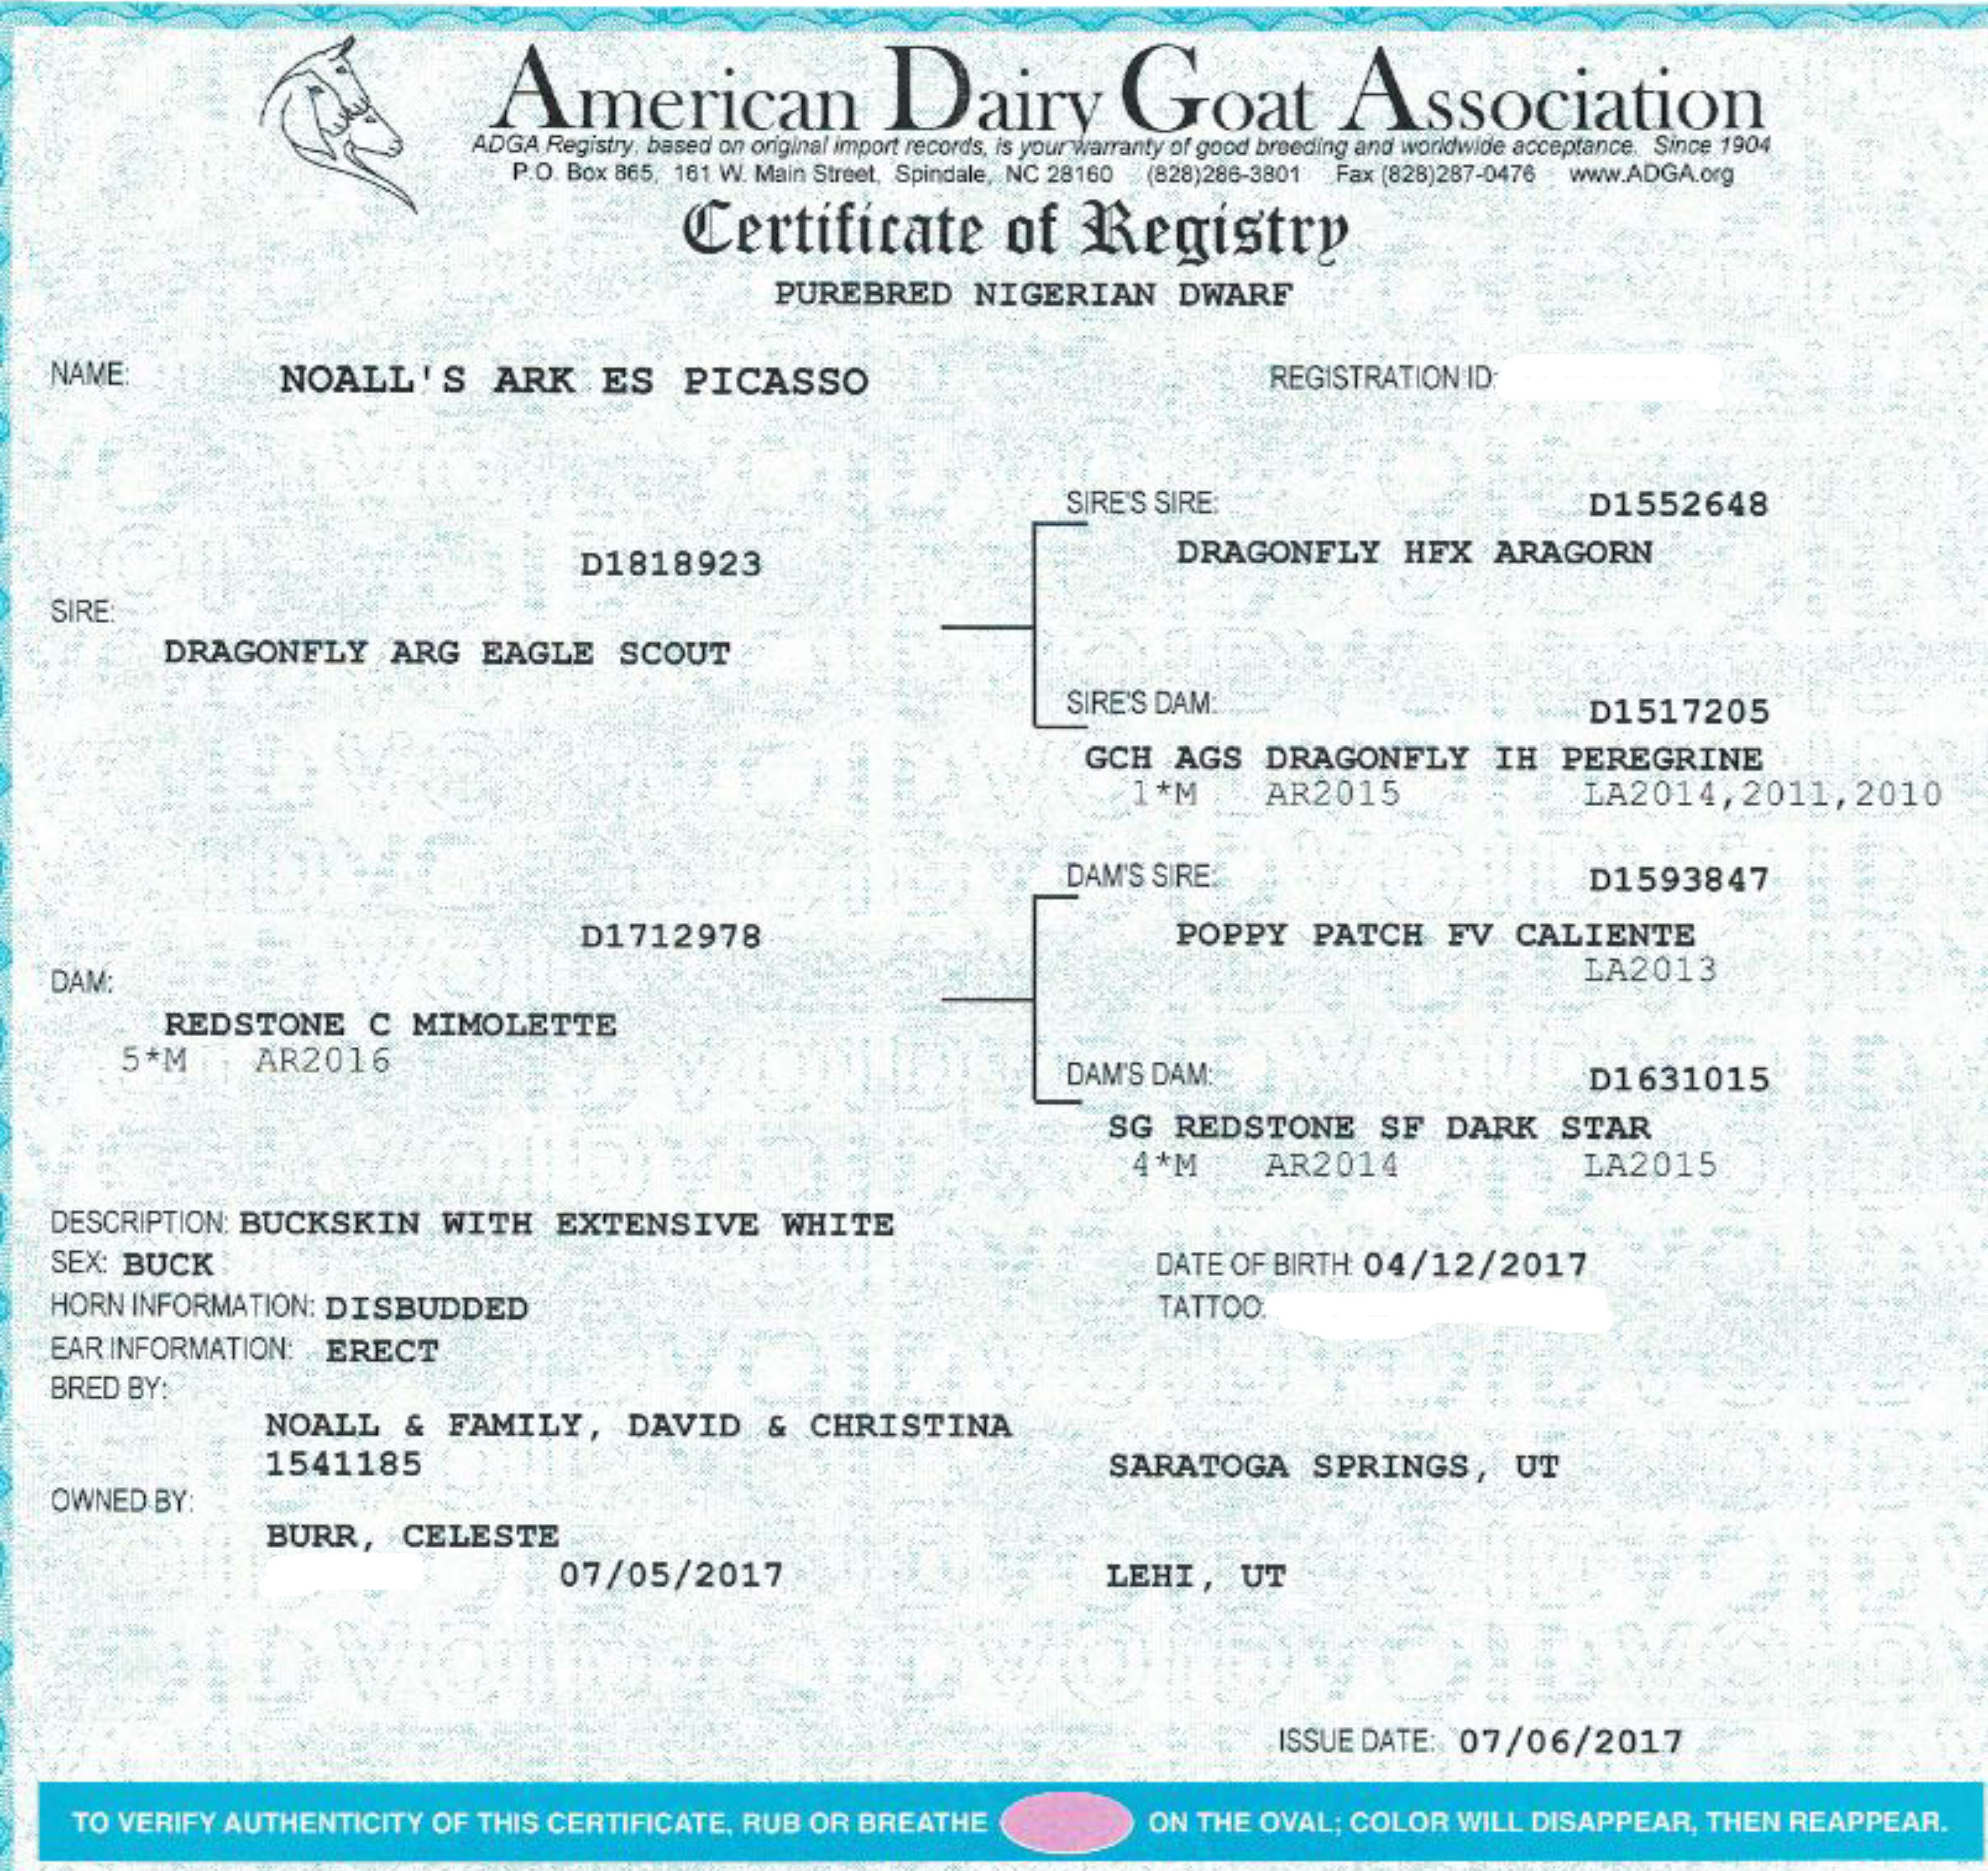 American Dairy Goat Association
ADGA Registry, based on original import records, is your warranty of good breeding and worldwide acceptance. Since 1904
P.O. Box 865, 161 W. Main Street, Spindale, NC 28160 (828)286-3801 Fax (828)287-0476 www.ADGA.org
Certificate of Registry
PUREBRED NIGERIAN DWARF
NAME: NOALL'S ARK ES PICASSO REGISTRATION ID:
SIRE'S SIRE: D1552648
DRAGONFLY HFX ARAGORN
D1818923
SIRE:
DRAGONFLY ARG EAGLE SCOUT
SIRE'S DAM: D1517205
GCH AGS DRAGONFLY IH PEREGRINE
1*M AR2015 LA2014,2011,2010
DAM'S SIRE: D1593847
POPPY PATCH FV CALIENTE
LA2013
D1712978
DAM:
REDSTONE C MIMOLETTE
5*M AR2016
DAM'S DAM: D1631015
SG REDSTONE SF DARK STAR
4*M AR2014 LA2015
DESCRIPTION: BUCKSKIN WITH EXTENSIVE WHITE
SEX: BUCK DATE OF BIRTH: 04/12/2017
HORN INFORMATION: DISBUDDED TATTOO:
EAR INFORMATION: ERECT
BRED BY:
NOALL & FAMILY, DAVID & CHRISTINA
1541185 SARATOGA SPRINGS, UT
OWNED BY:
BURR, CELESTE
07/05/2017 LEHI, UT
ISSUE DATE: 07/06/2017
TO VERIFY AUTHENTICITY OF THIS CERTIFICATE, RUB OR BREATHE ON THE OVAL; COLOR WILL DISAPPEAR, THEN REAPPEAR.